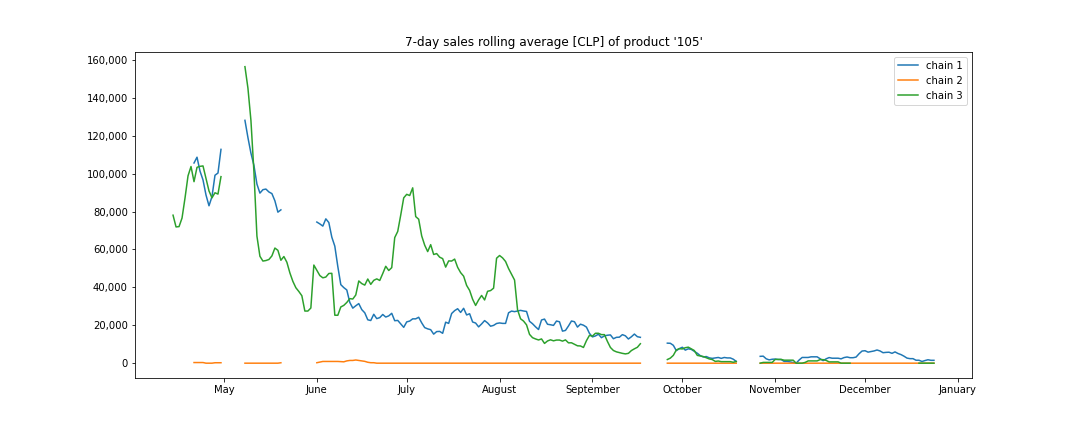 7-day sales rolling average [CLP] of product '105'
160,000
140,000
120,000
100,000
80,000
60,000
40,000
20,000
0
chain 1
chain 2
chain 3
May June July August September October November December January